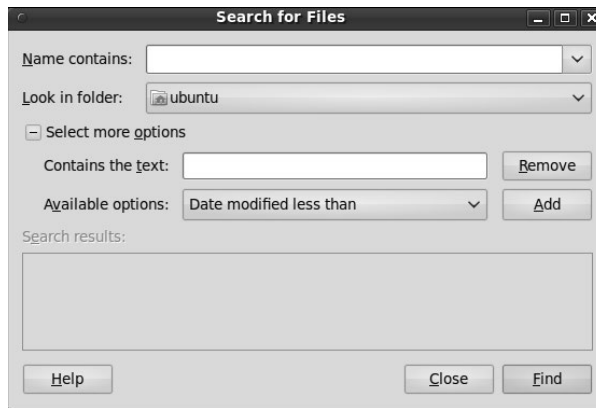 Search for Files
Name contains:
Look in folder: ubuntu
Select more options
Contains the text: Remove
Available options: Date modified less than Add
Search results:
Help Close Find